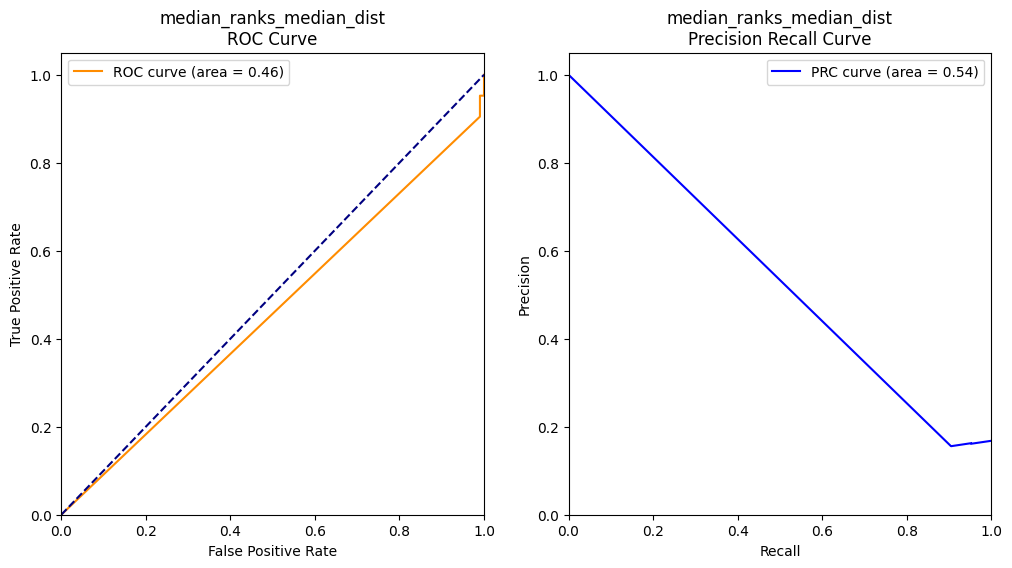 median_ranks_median_dist
ROC Curve
ROC curve (area = 0.46)
True Positive Rate
1.0
0.8
0.6
0.4
0.2
0.0
0.0 0.2 0.4 0.6 0.8 1.0
False Positive Rate
median_ranks_median_dist
Precision Recall Curve
PRC curve (area = 0.54)
Precision
1.0
0.8
0.6
0.4
0.2
0.0
0.0 0.2 0.4 0.6 0.8 1.0
Recall